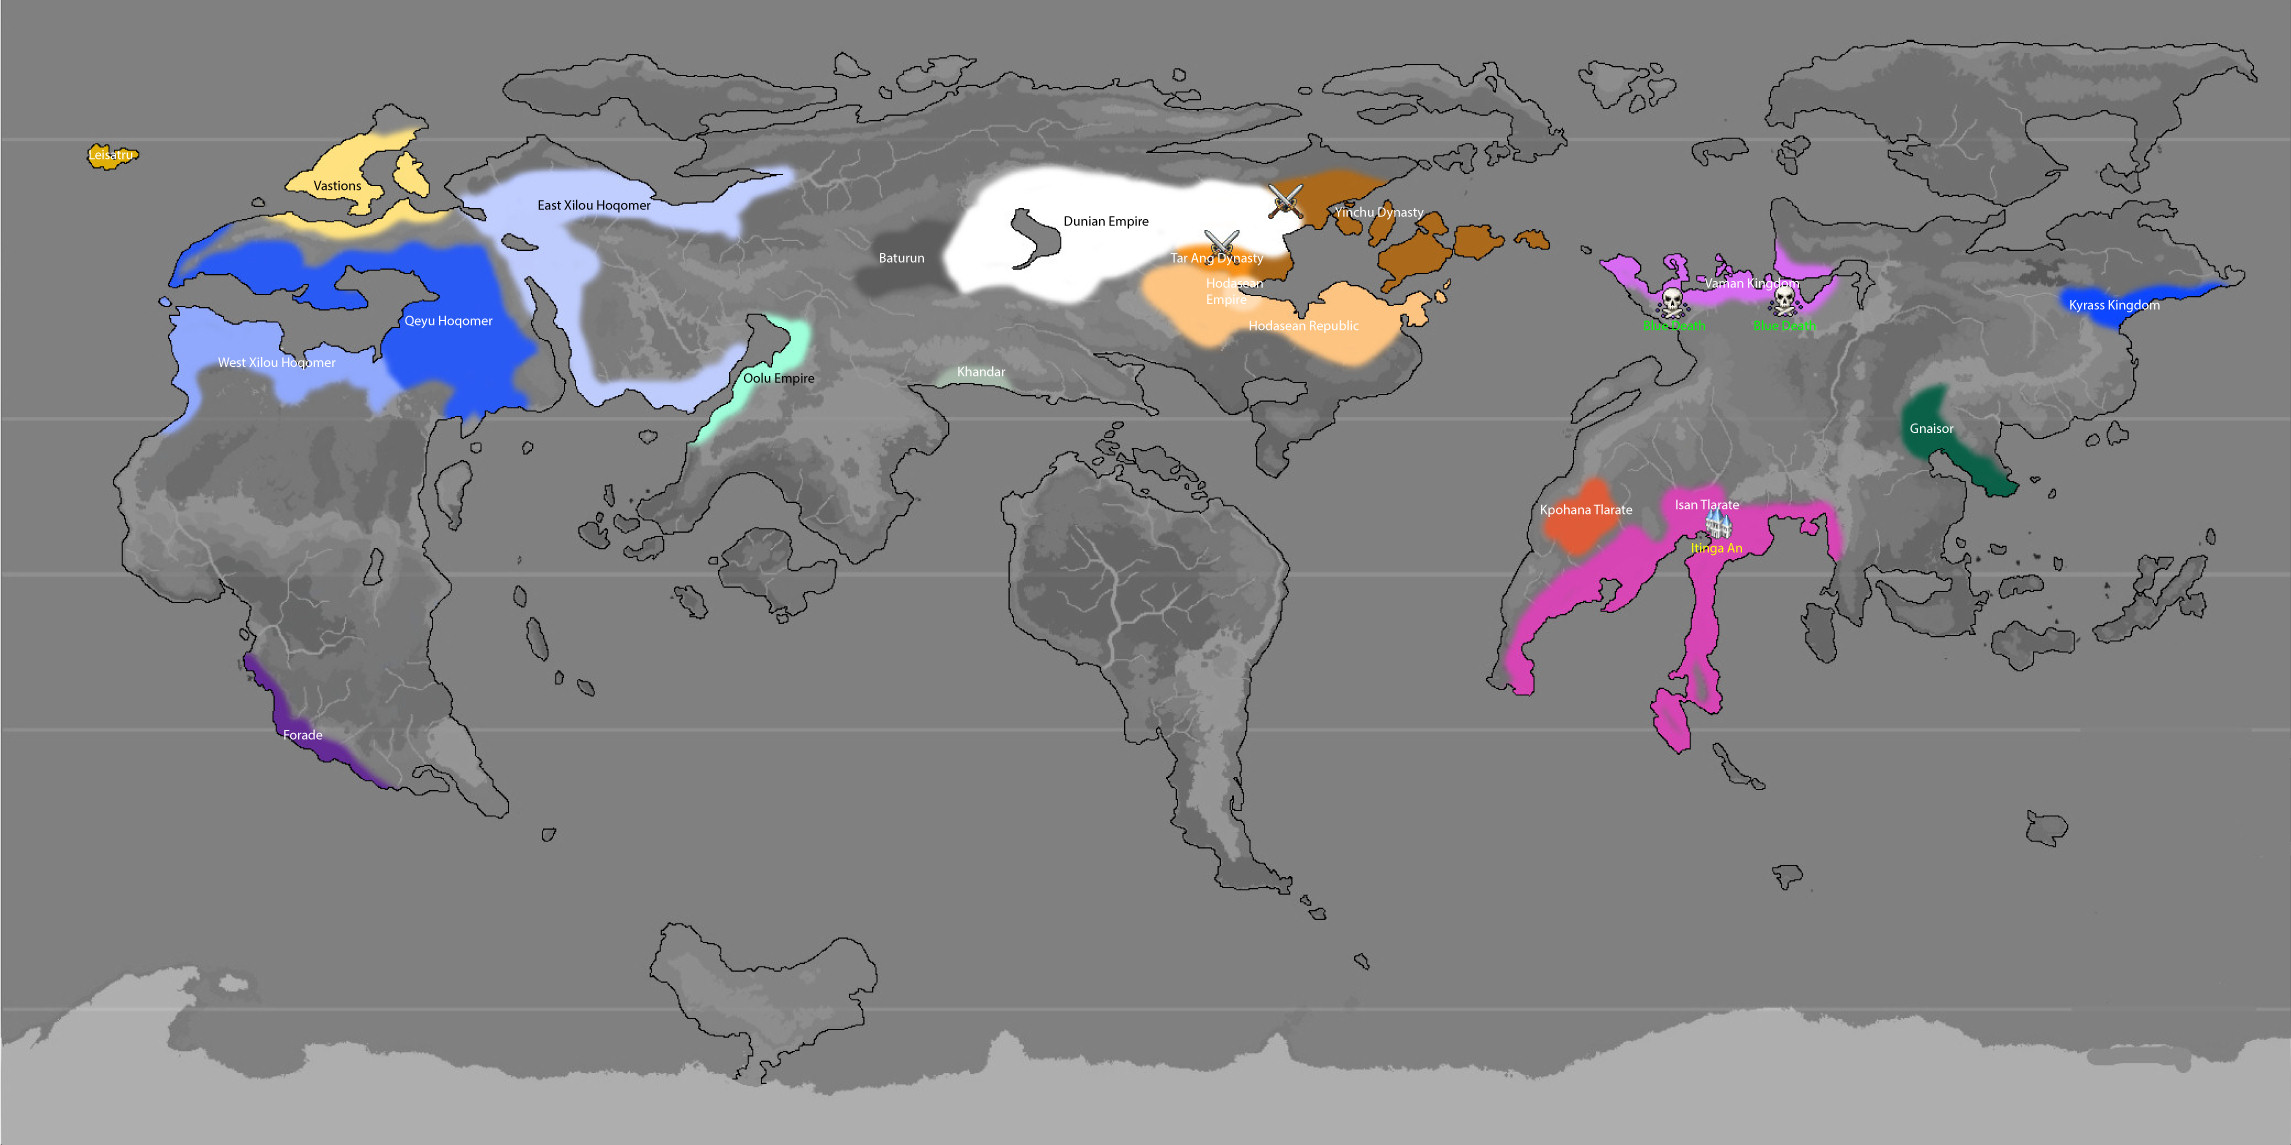 Leisatru
Vastions
East Xilou Hoqomer
Dunian Empire
Yinchu Dynasty
Baturun
Tar Ang Dynasty
Hodasean
Empire
Vaman Kingdom
Kyrass Kingdom
Qeyu Hoqomer
Hodasean Republic
Blue Death
Blue Death
West Xilou Hoqomer
Oolu Empire
Khandar
Gnaisor
Kpohana Tlarate
Isan Tlarate
Itinga An
Forade